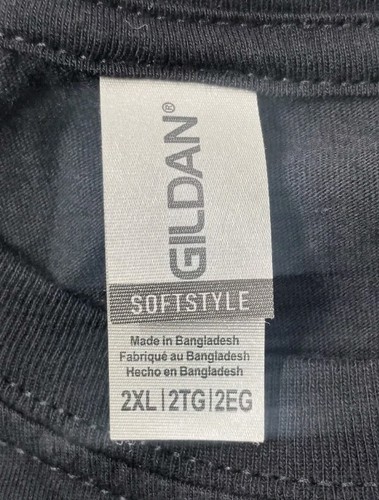 GILDAN®
SOFTSTYLE
Made in Bangladesh
Fabriqué au Bangladesh
Hecho en Bangladesh
2XL|2TG|2EG